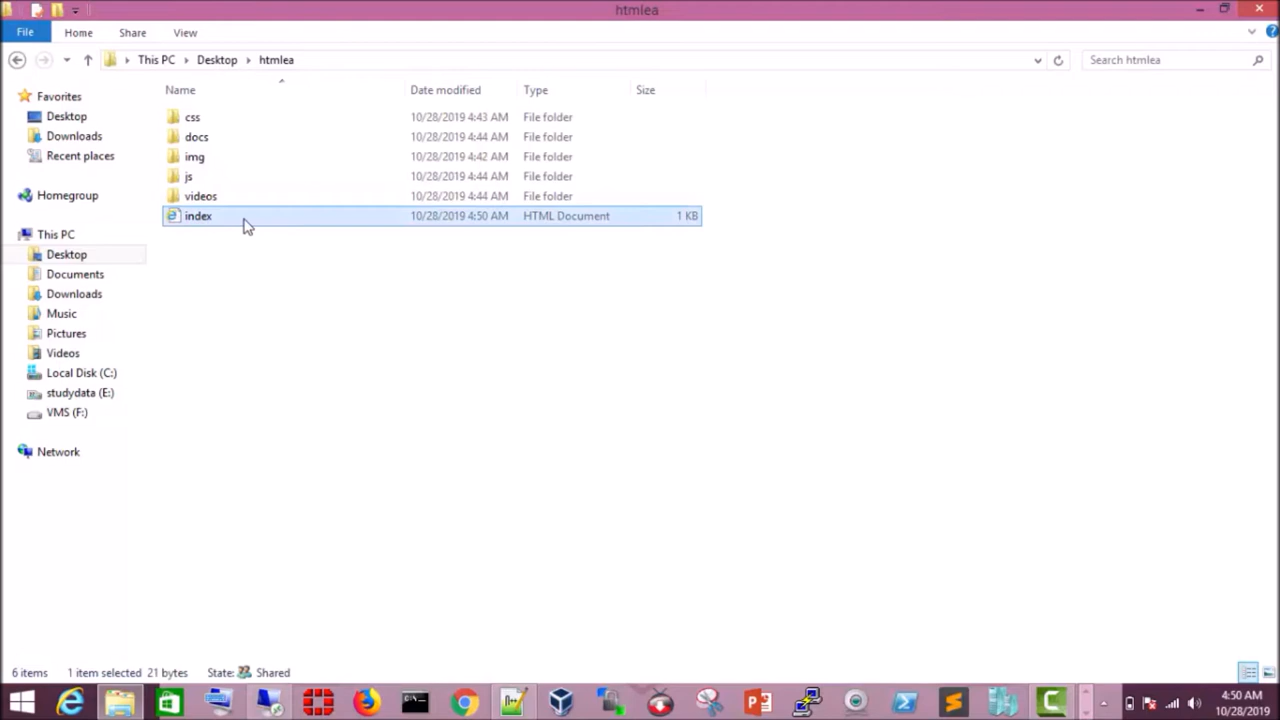 htmlea
File Home Share View
This PC Desktop htmlea Search htmlea
Name Date modified Type Size
Favorites
Desktop
Downloads
Recent places
Homegroup
This PC
Desktop
Documents
Downloads
Music
Pictures
Videos
Local Disk (C:)
studydata (E:)
VMS (F:)
Network
css 10/28/2019 4:43 AM File folder
docs 10/28/2019 4:44 AM File folder
img 10/28/2019 4:42 AM File folder
js 10/28/2019 4:44 AM File folder
videos 10/28/2019 4:44 AM File folder
index 10/28/2019 4:50 AM HTML Document 1 KB
6 items 1 item selected 21 bytes State: Shared
4:50 AM
10/28/2019